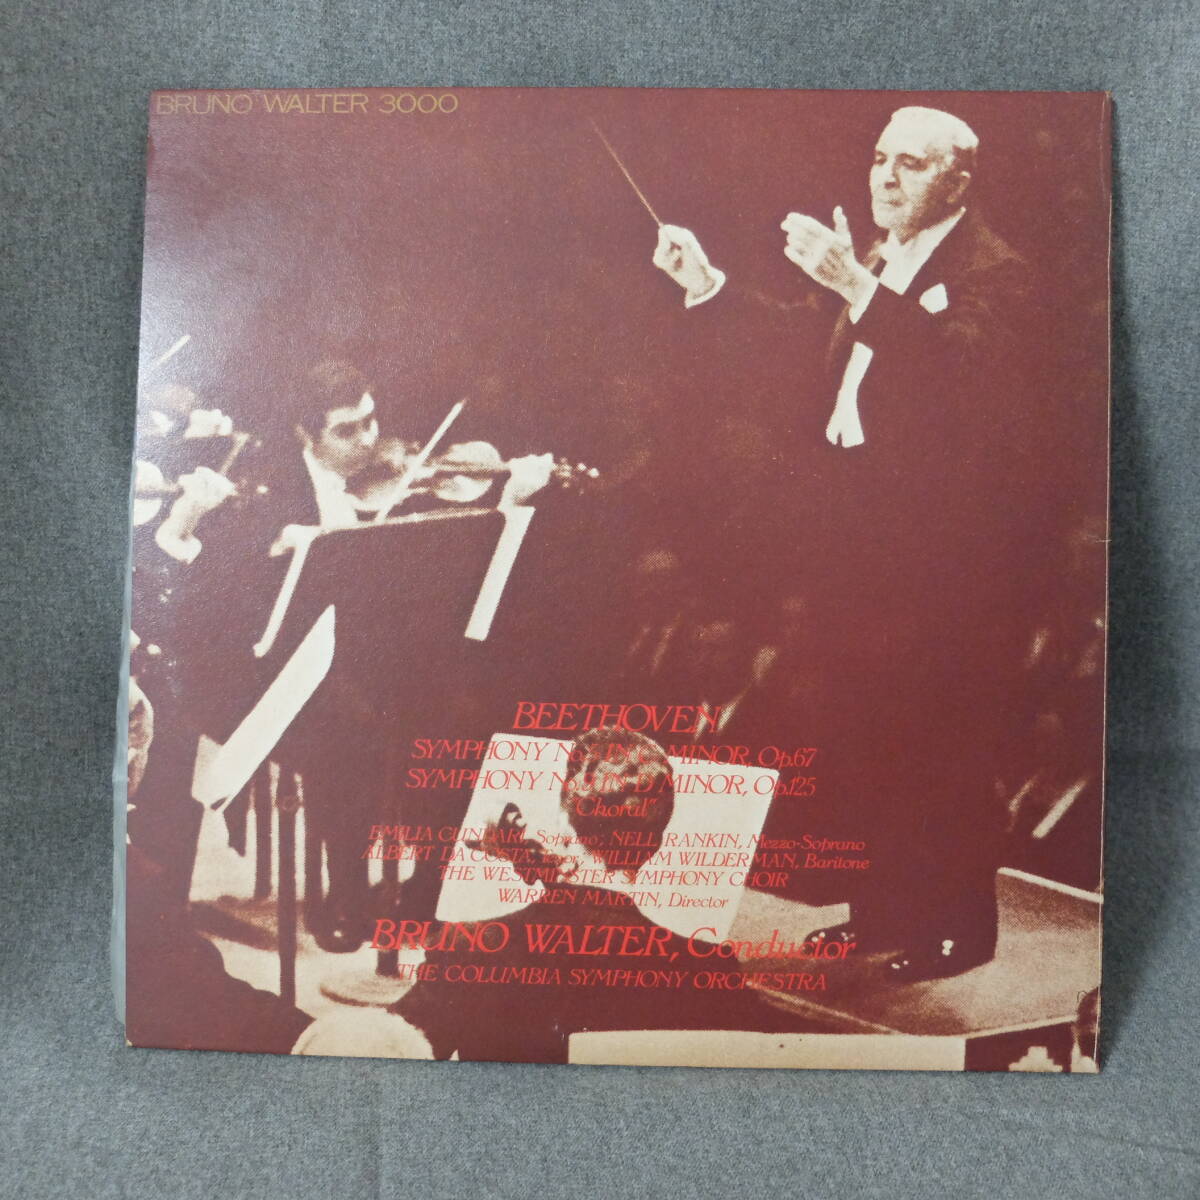 BRUNO WALTER 3000
BEETHOVEN
SYMPHONY No.5 IN C MINOR, Op.67
SYMPHONY No.9 IN D MINOR, Op.125
"Choral"
EMILIA CUNDARI, Soprano; NELL RANKIN, Mezzo-Soprano
ALBERT DA COSTA, Tenor; WILLIAM WILDERMAN, Baritone
THE WESTMINSTER SYMPHONY CHOIR
WARREN MARTIN, Director
BRUNO WALTER, Conductor
THE COLUMBIA SYMPHONY ORCHESTRA